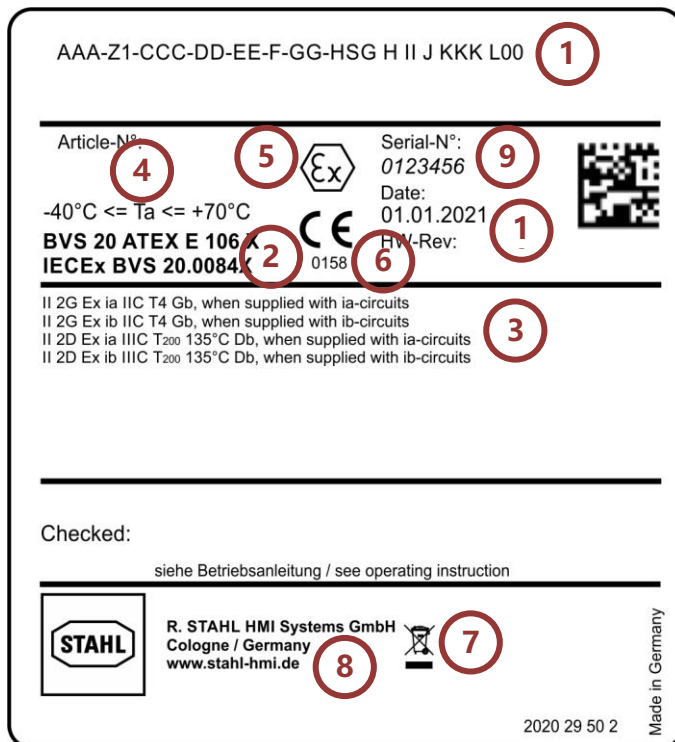 AAA-Z1-CCC-DD-EE-F-GG-HSG H II J KKK L00
1
Article-N°:
4
-40°C <= Ta <= +70°C
BVS 20 ATEX E 106 X
IECEx BVS 20.0084X
2
5
Ex
CE
0158
6
Serial-N°:
0123456
9
Date:
01.01.2021
HW-Rev:
1
II 2G Ex ia IIC T4 Gb, when supplied with ia-circuits
II 2G Ex ib IIC T4 Gb, when supplied with ib-circuits
II 2D Ex ia IIIC T200 135°C Db, when supplied with ia-circuits
II 2D Ex ib IIIC T200 135°C Db, when supplied with ib-circuits
3
Checked:
siehe Betriebsanleitung / see operating instruction
STAHL
R. STAHL HMI Systems GmbH
Cologne / Germany
www.stahl-hmi.de
8
7
Made in Germany
2020 29 50 2